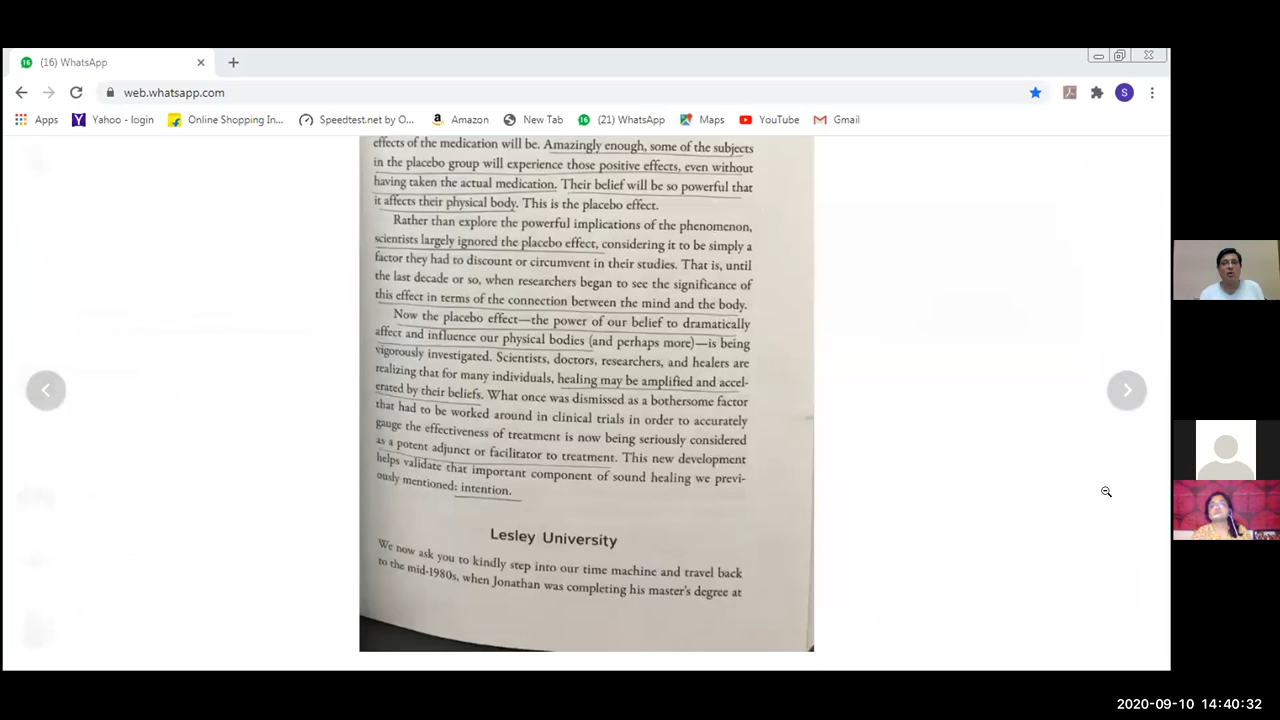 (16) WhatsApp
web.whatsapp.com
S
Apps
Yahoo - login
Online Shopping In...
Speedtest.net by O...
Amazon
New Tab
(21) WhatsApp
Maps
YouTube
Gmail
effects of the medication will be. Amazingly enough, some of the subjects
in the placebo group will experience those positive effects, even without
having taken the actual medication. Their belief will be so powerful that
it affects their physical body. This is the placebo effect.
Rather than explore the powerful implications of the phenomenon,
scientists largely ignored the placebo effect, considering it to be simply a
factor they had to discount or circumvent in their studies. That is, until
the last decade or so, when researchers began to see the significance of
this effect in terms of the connection between the mind and the body.
Now the placebo effect—the power of our belief to dramatically
affect and influence our physical bodies (and perhaps more)—is being
vigorously investigated. Scientists, doctors, researchers, and healers are
realizing that for many individuals, healing may be amplified and accel-
erated by their beliefs. What once was dismissed as a bothersome factor
that had to be worked around in clinical trials in order to accurately
gauge the effectiveness of treatment is now being seriously considered
as a potent adjunct or facilitator to treatment. This new development
helps validate that important component of sound healing we previ-
ously mentioned: intention.
Lesley University
We now ask you to kindly step into our time machine and travel back
to the mid-1980s, when Jonathan was completing his master's degree at
2020-09-10 14:40:32